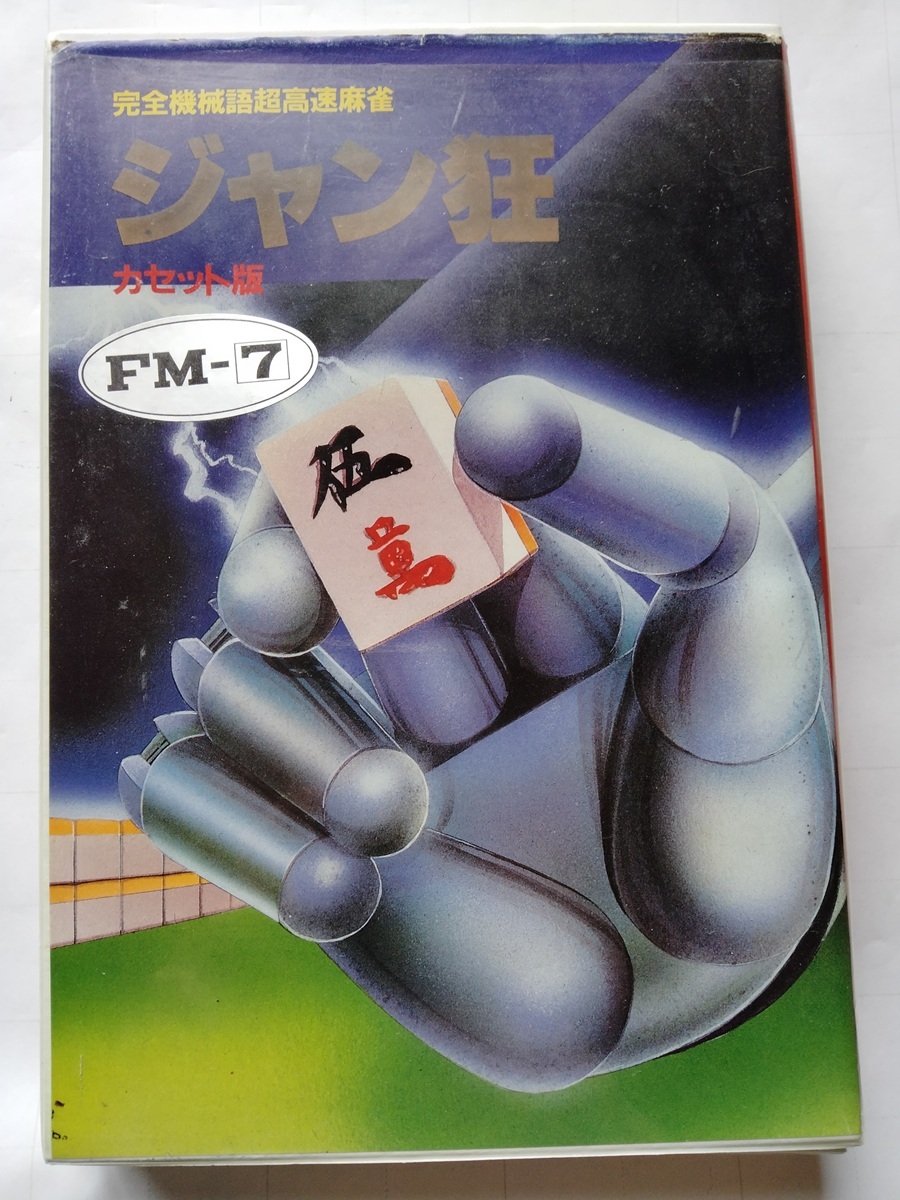 完全機械語超高速麻雀
ジャン狂
カセット版
FM-7
伍
萬